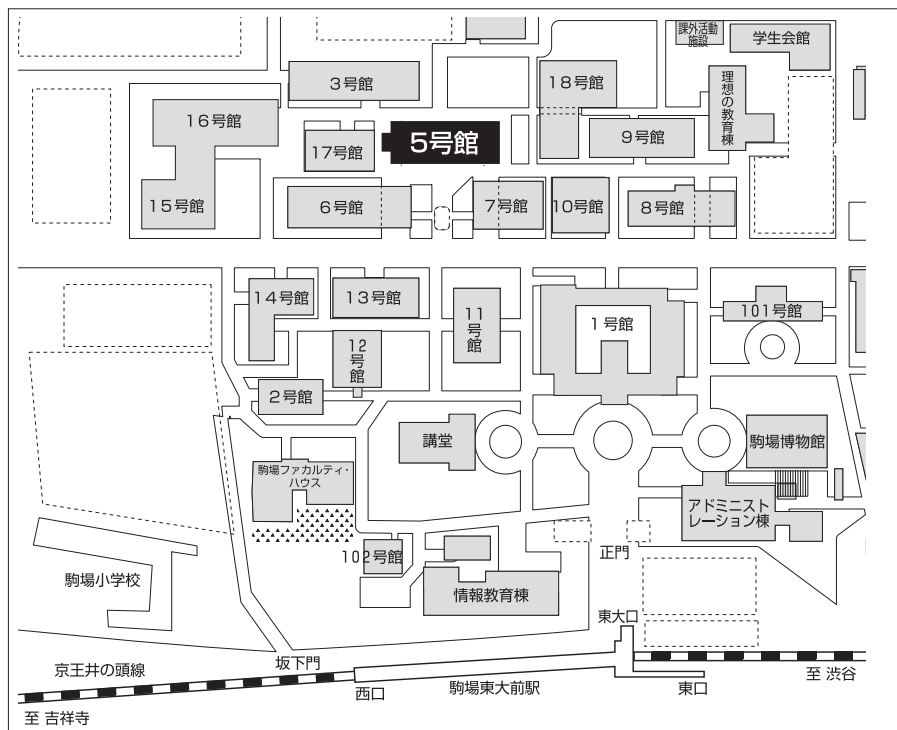 課外活動
施設
学生会館
3号館
18号館
理想の教育棟
16号館
17号館
5号館
9号館
15号館
6号館
7号館
10号館
8号館
14号館
13号館
11号館
1号館
101号館
12号館
2号館
講堂
駒場博物館
駒場ファカルティ・
ハウス
アドミニスト
レーション棟
102号館
正門
駒場小学校
情報教育棟
東大口
京王井の頭線
坂下門
西口
駒場東大前駅
東口
至 渋谷
至 吉祥寺